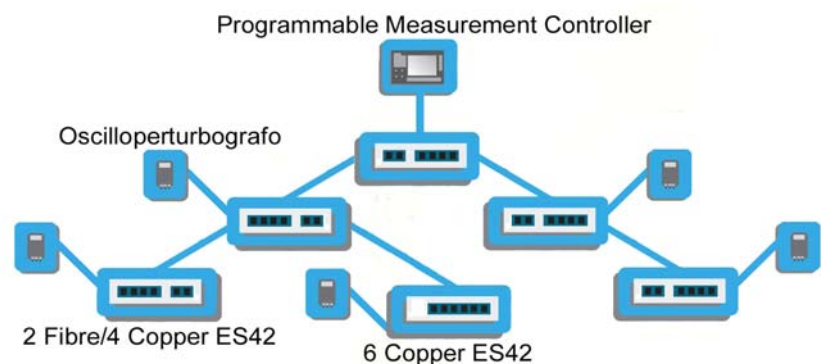 Programmable Measurement Controller
Oscilloperturbografo
2 Fibre/4 Copper ES42
6 Copper ES42